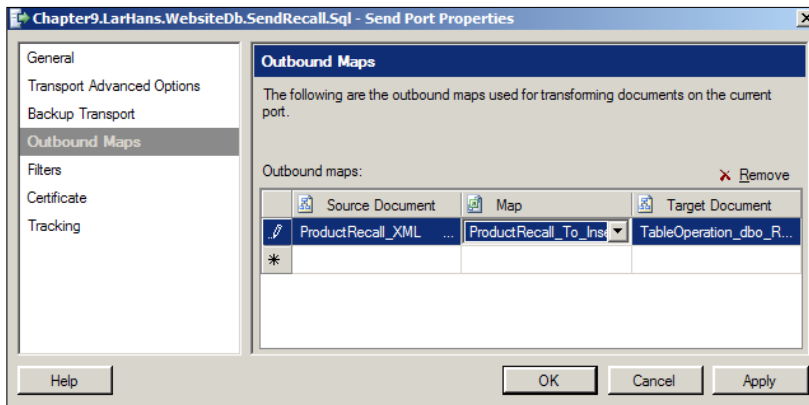 Chapter9.LarHans.WebsiteDb.SendRecall.Sql - Send Port Properties
General
Transport Advanced Options
Backup Transport
Outbound Maps
Filters
Certificate
Tracking
Outbound Maps
The following are the outbound maps used for transforming documents on the current
port.
Outbound maps:
Remove
Source Document Map Target Document
ProductRecall_XML ... ProductRecall_To_Inse TableOperation_dbo_R...
Help OK Cancel Apply